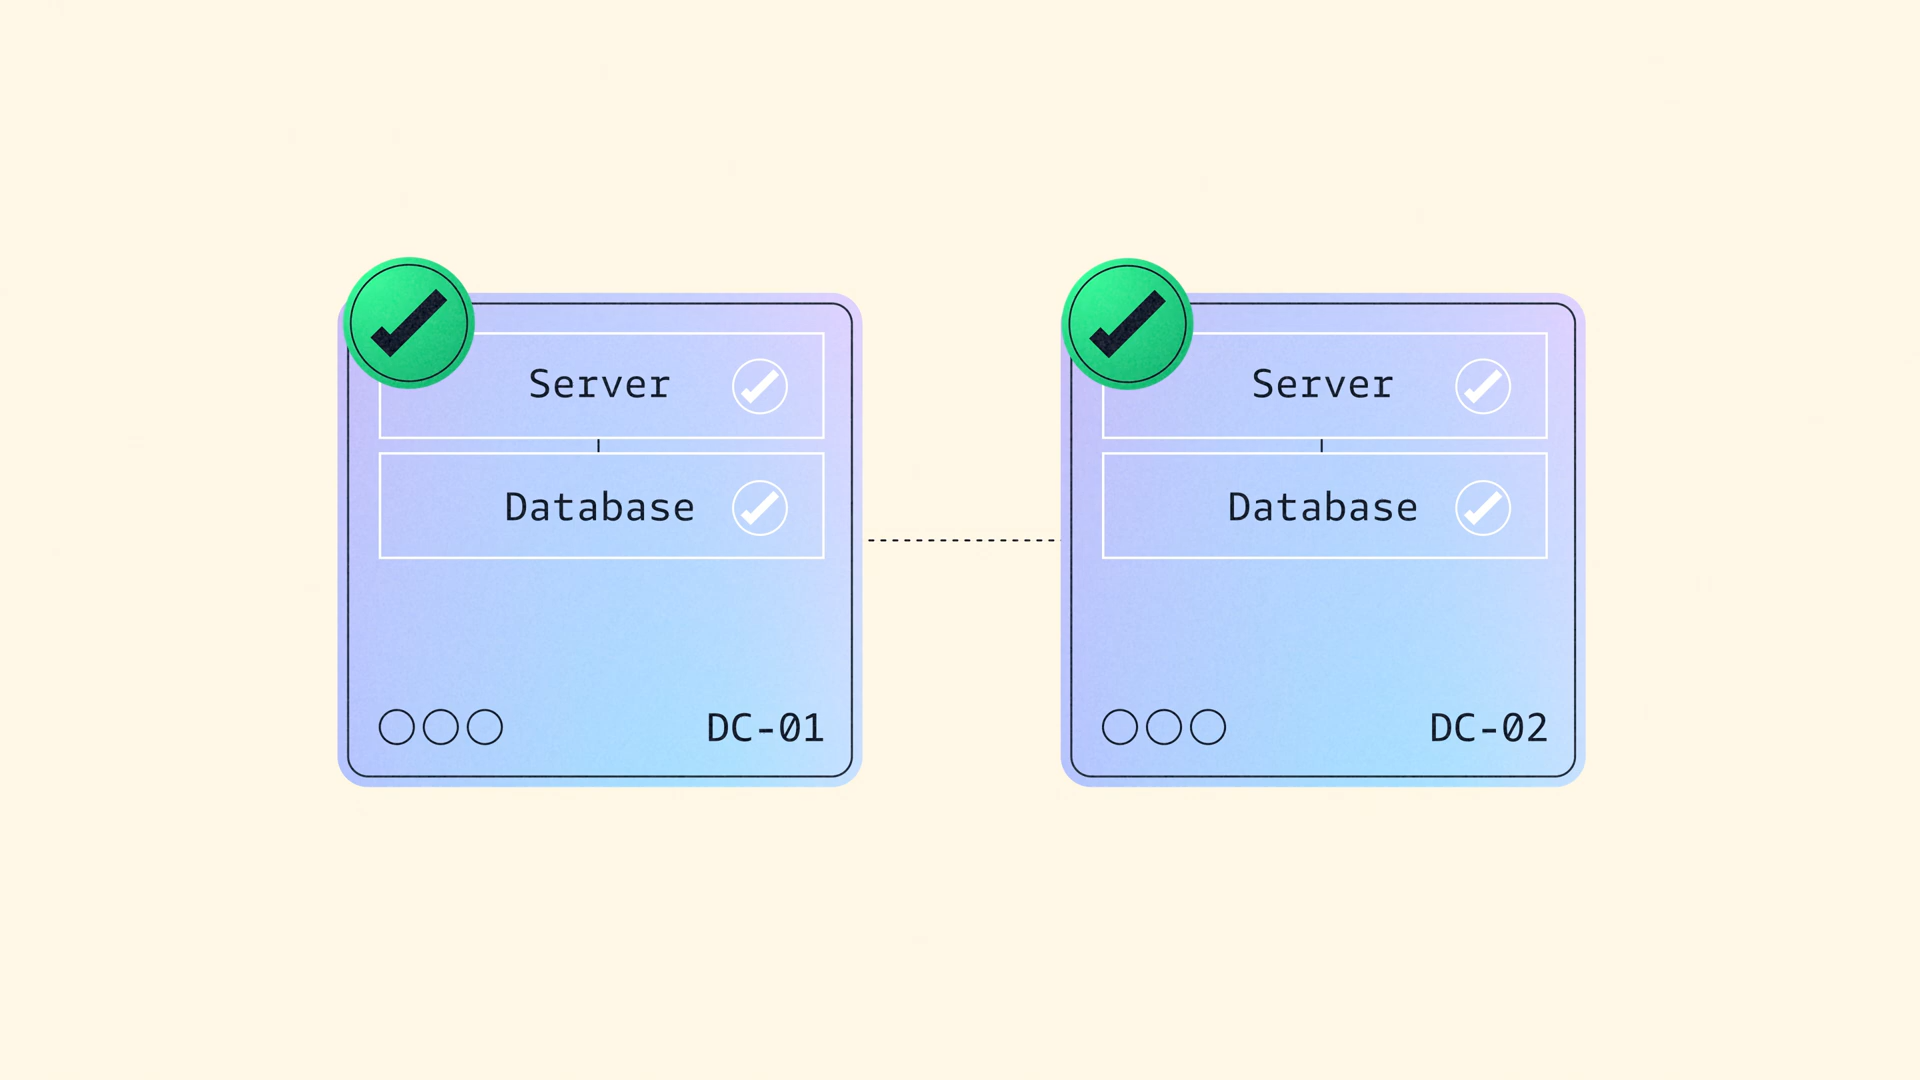 Server
Database
DC-01
Server
Database
DC-02